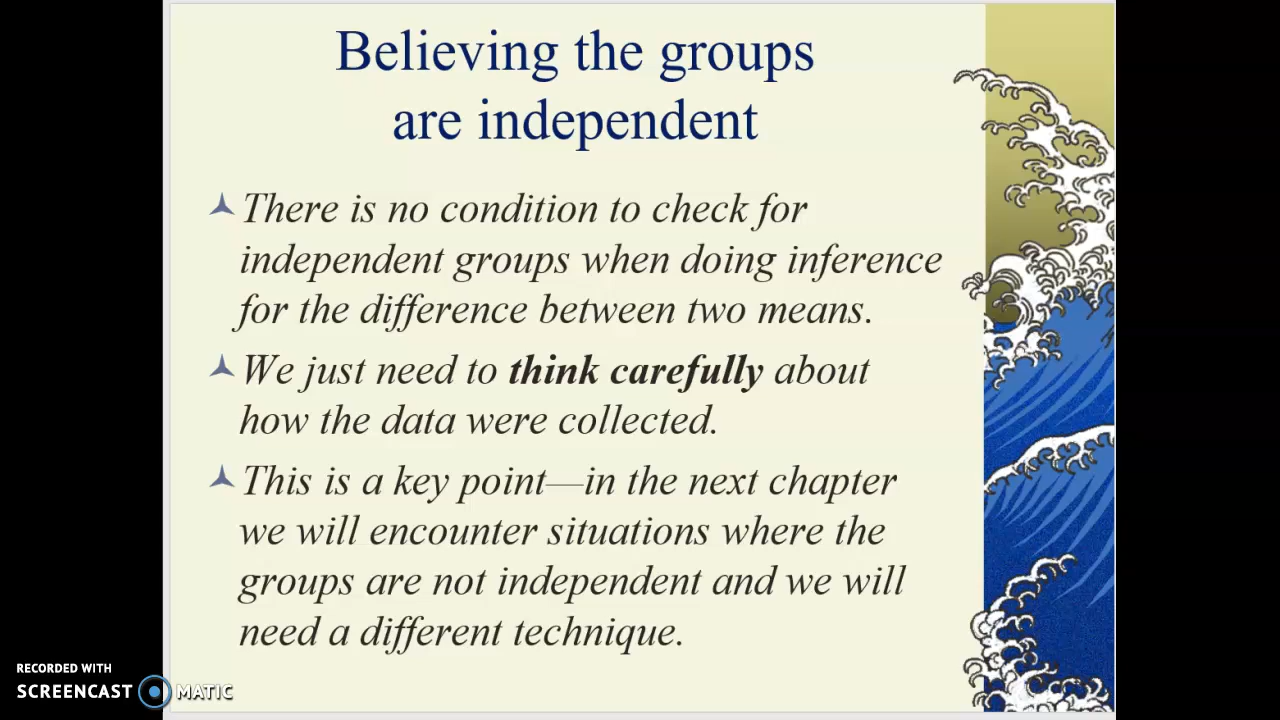 Believing the groups
are independent
There is no condition to check for
independent groups when doing inference
for the difference between two means.
We just need to think carefully about
how the data were collected.
This is a key point—in the next chapter
we will encounter situations where the
groups are not independent and we will
need a different technique.
RECORDED WITH
SCREENCAST MATIC